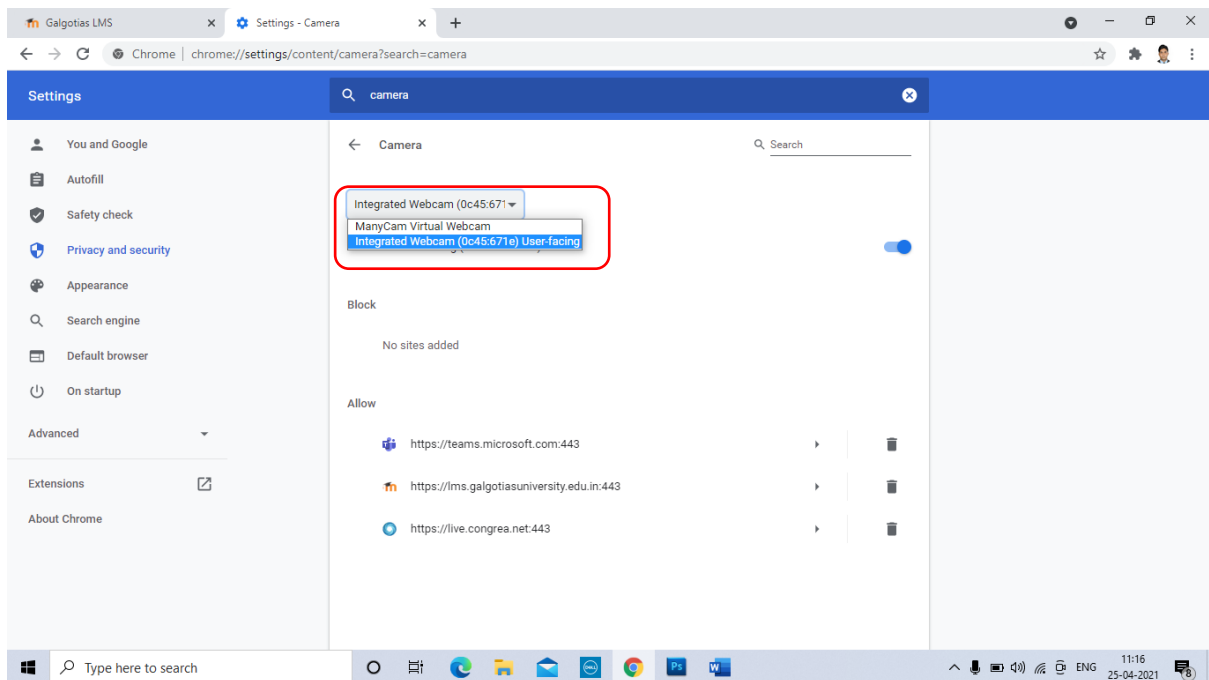 Galgotias LMS
Settings - Camera
Chrome | chrome://settings/content/camera?search=camera
Settings
camera
You and Google
Autofill
Safety check
Privacy and security
Appearance
Search engine
Default browser
On startup
Advanced
Extensions
About Chrome
Camera
Search
Integrated Webcam (0c45:671
ManyCam Virtual Webcam
Integrated Webcam (0c45:671e) User-facing
Block
No sites added
Allow
https://teams.microsoft.com:443
https://lms.galgotiasuniversity.edu.in:443
https://live.congrea.net:443
Type here to search
DELL
Ps
W
ENG
11:16
25-04-2021
8